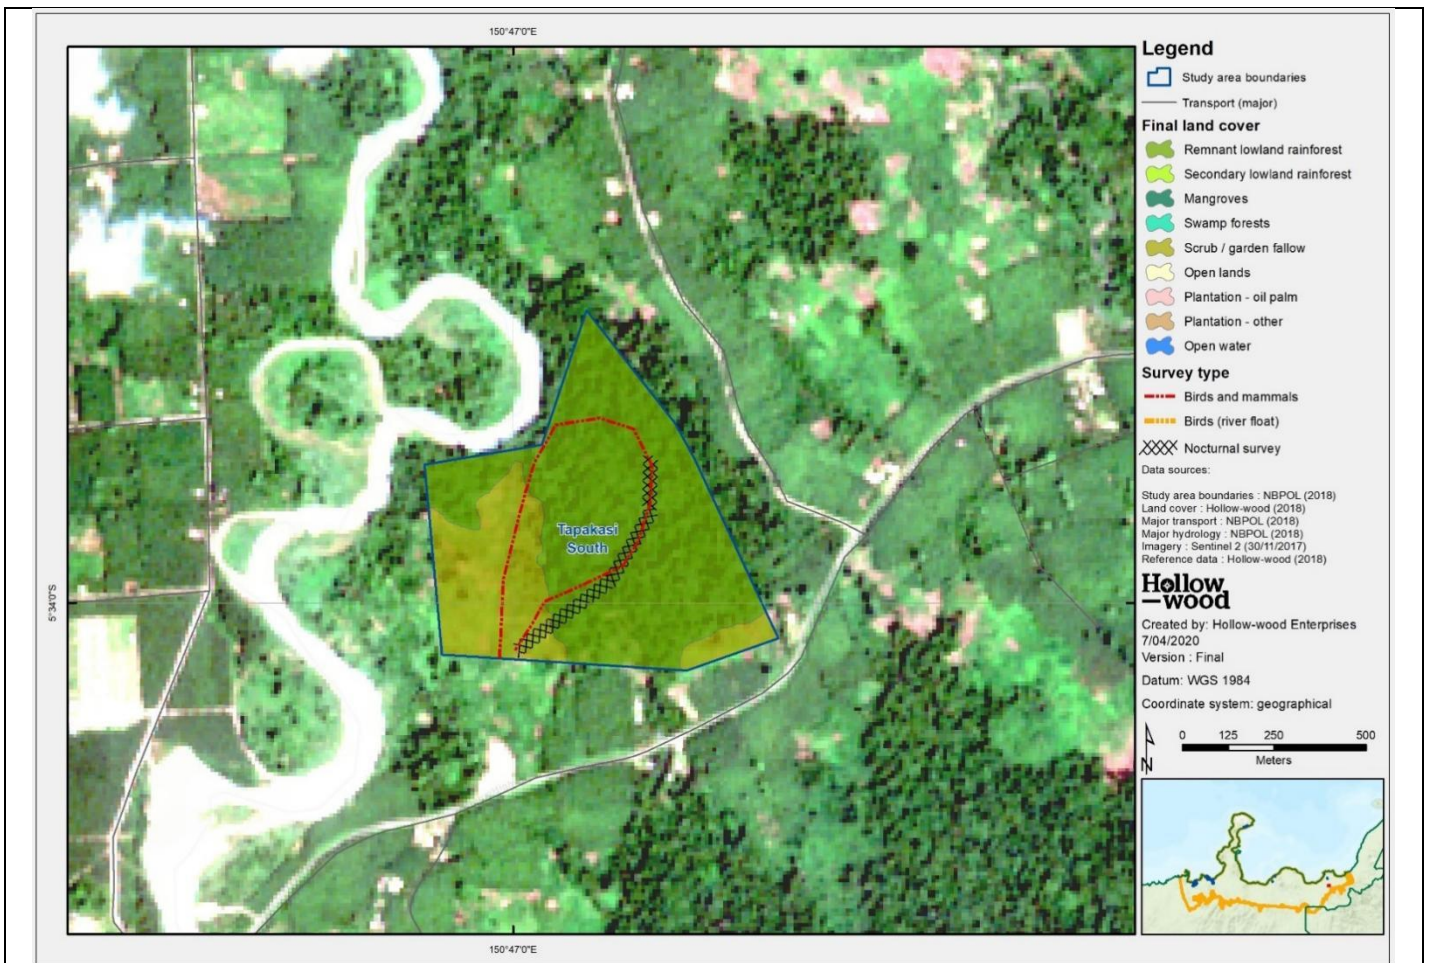 150°47'0"E
Legend
Study area boundaries
Transport (major)
Final land cover
Remnant lowland rainforest
Secondary lowland rainforest
Mangroves
Swamp forests
Scrub / garden fallow
Open lands
Plantation - oil palm
Plantation - other
Open water
Survey type
Birds and mammals
Birds (river float)
Nocturnal survey
Data sources:
Study area boundaries : NBPOL (2018)
Land cover : Hollow-wood (2018)
Major transport : NBPOL (2018)
Major hydrology : NBPOL (2018)
Imagery : Sentinel 2 (30/11/2017)
Reference data : Hollow-wood (2018)
Hollow
—wood
Created by: Hollow-wood Enterprises
7/04/2020
Version : Final
Datum: WGS 1984
Coordinate system: geographical
N
0 125 250 500
Meters
Tapakasi
South
5°34'0"S
150°47'0"E